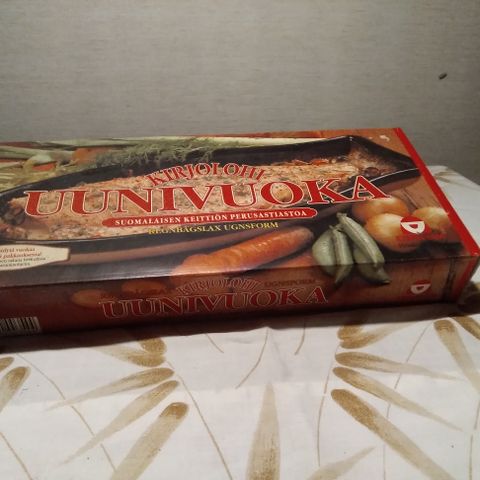 KIRJOLOHI
UUNIVUOKA
SUOMALAISEN KEITTIÖN PERUSASTIASTOA
REGNBÅGSLAX UGNSFORM
KIRJOLOHI UGNSFORM
UUNIVUOKA